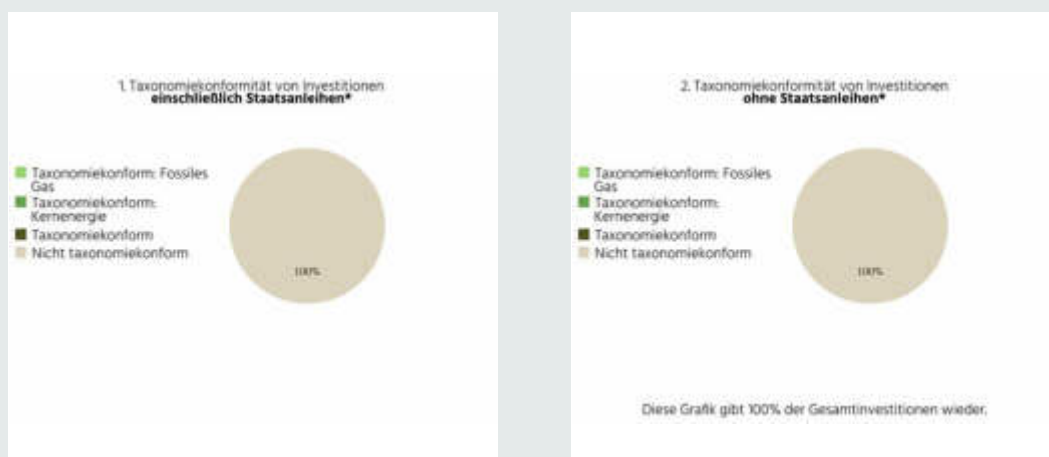 1. Taxonomiekonformität von Investitionen
einschließlich Staatsanleihen*
Taxonomiekonform: Fossiles
Gas
Taxonomiekonform:
Kernenergie
Taxonomiekonform
Nicht taxonomiekonform
100%
2. Taxonomiekonformität von Investitionen
ohne Staatsanleihen*
Taxonomiekonform: Fossiles
Gas
Taxonomiekonform:
Kernenergie
Taxonomiekonform
Nicht taxonomiekonform
100%
Diese Grafik gibt 100% der Gesamtinvestitionen wieder.